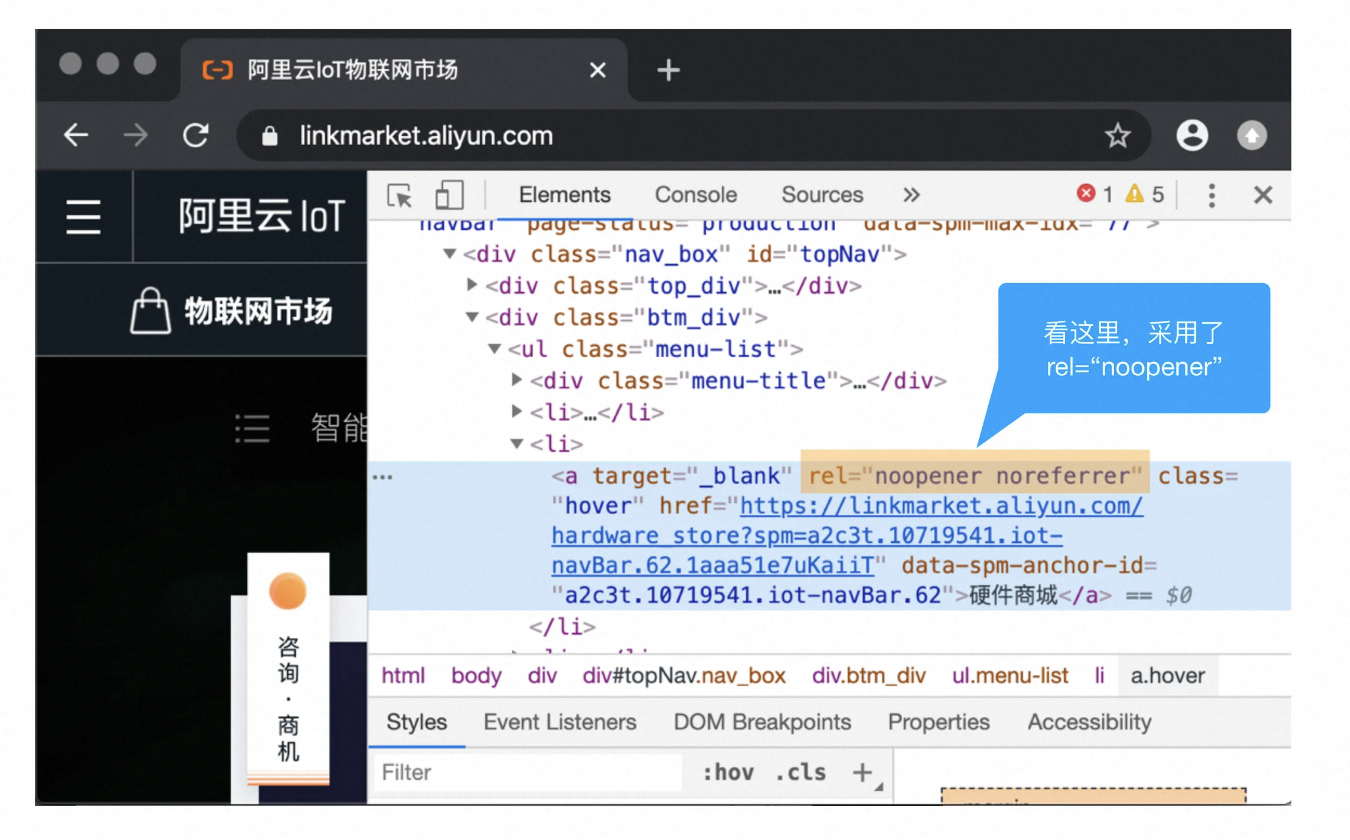 阿里云IoT物联网市场
linkmarket.aliyun.com
阿里云 IoT
物联网市场
智能
咨询·商机
Elements Console Sources » 1 5
navBar" page-status="production" data-spm-max-idx="77">
<div class="nav_box" id="topNav">
<div class="top_div">…</div>
<div class="btm_div">
<ul class="menu-list">
<div class="menu-title">…</div>
<li>…</li>
<li>
<a target="_blank" rel="noopener noreferrer" class=
"hover" href="https://linkmarket.aliyun.com/
hardware_store?spm=a2c3t.10719541.iot-
navBar.62.1aaa51e7uKaiiT" data-spm-anchor-id=
"a2c3t.10719541.iot-navBar.62">硬件商城</a> == $0
</li>
看这里，采用了
rel=“noopener”
html body div div#topNav.nav_box div.btm_div ul.menu-list li a.hover
Styles Event Listeners DOM Breakpoints Properties Accessibility
Filter :hov .cls +